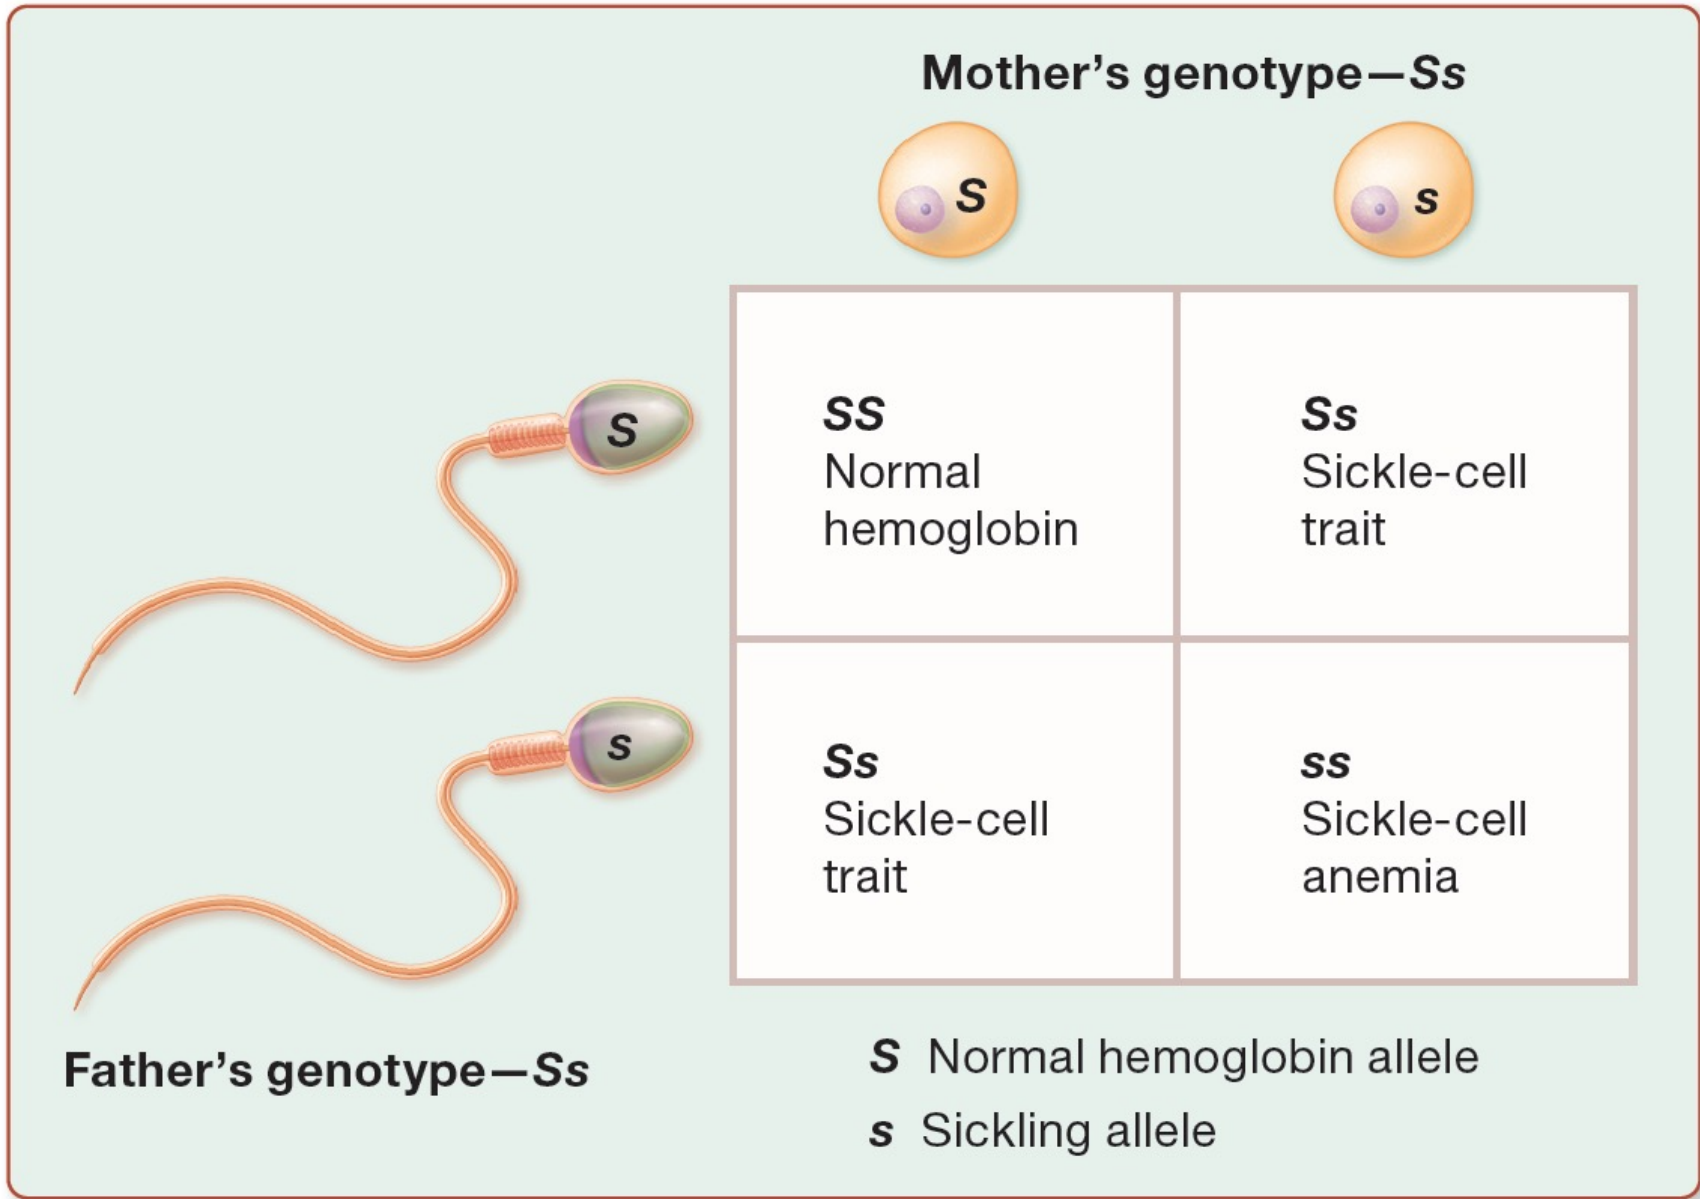 Mother’s genotype—Ss
S
s
S
SS
Normal
hemoglobin
Ss
Sickle-cell
trait
s
Ss
Sickle-cell
trait
ss
Sickle-cell
anemia
Father’s genotype—Ss
S Normal hemoglobin allele
s Sickling allele